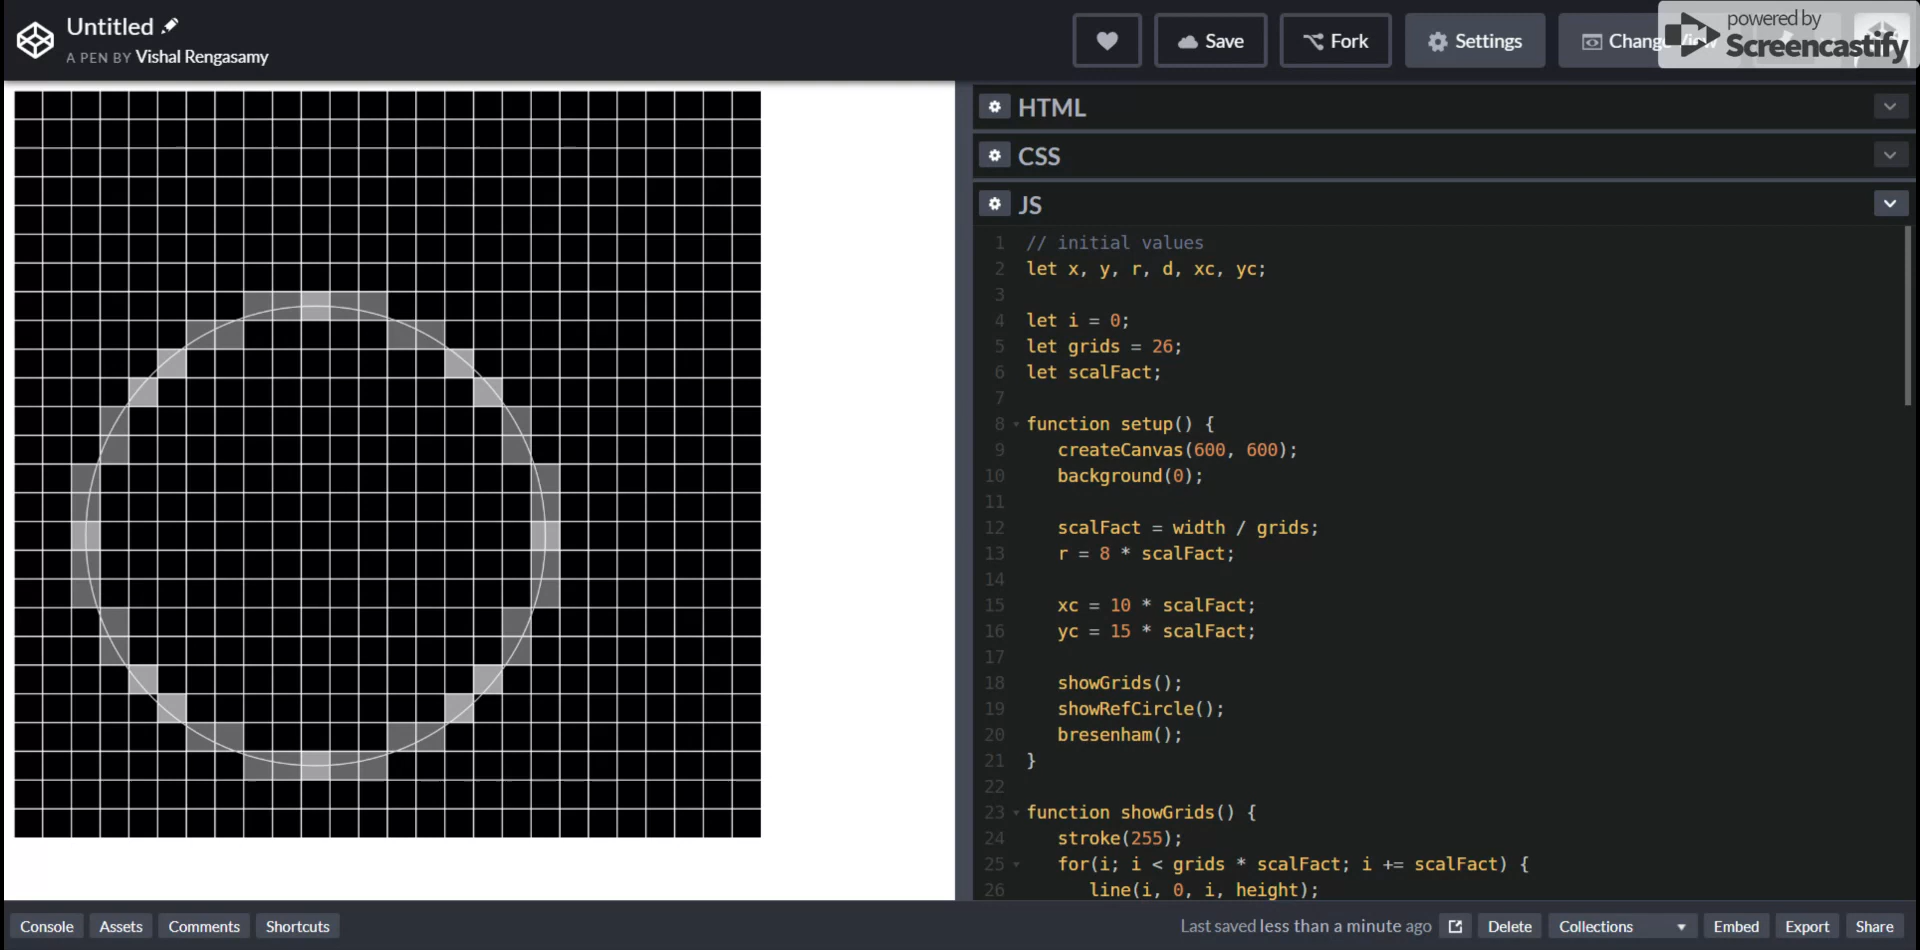 Untitled
A PEN BY Vishal Rengasamy
Save
Fork
Settings
powered by
Screencastify
HTML
CSS
JS
1 // initial values
2 let x, y, r, d, xc, yc;
3
4 let i = 0;
5 let grids = 26;
6 let scalFact;
7
8 function setup() {
9 createCanvas(600, 600);
10 background(0);
11
12 scalFact = width / grids;
13 r = 8 * scalFact;
14
15 xc = 10 * scalFact;
16 yc = 15 * scalFact;
17
18 showGrids();
19 showRefCircle();
20 bresenham();
21 }
22
23 function showGrids() {
24 stroke(255);
25 for(i; i < grids * scalFact; i += scalFact) {
26 line(i, 0, i, height);
Console
Assets
Comments
Shortcuts
Last saved less than a minute ago
Delete
Collections
Embed
Export
Share